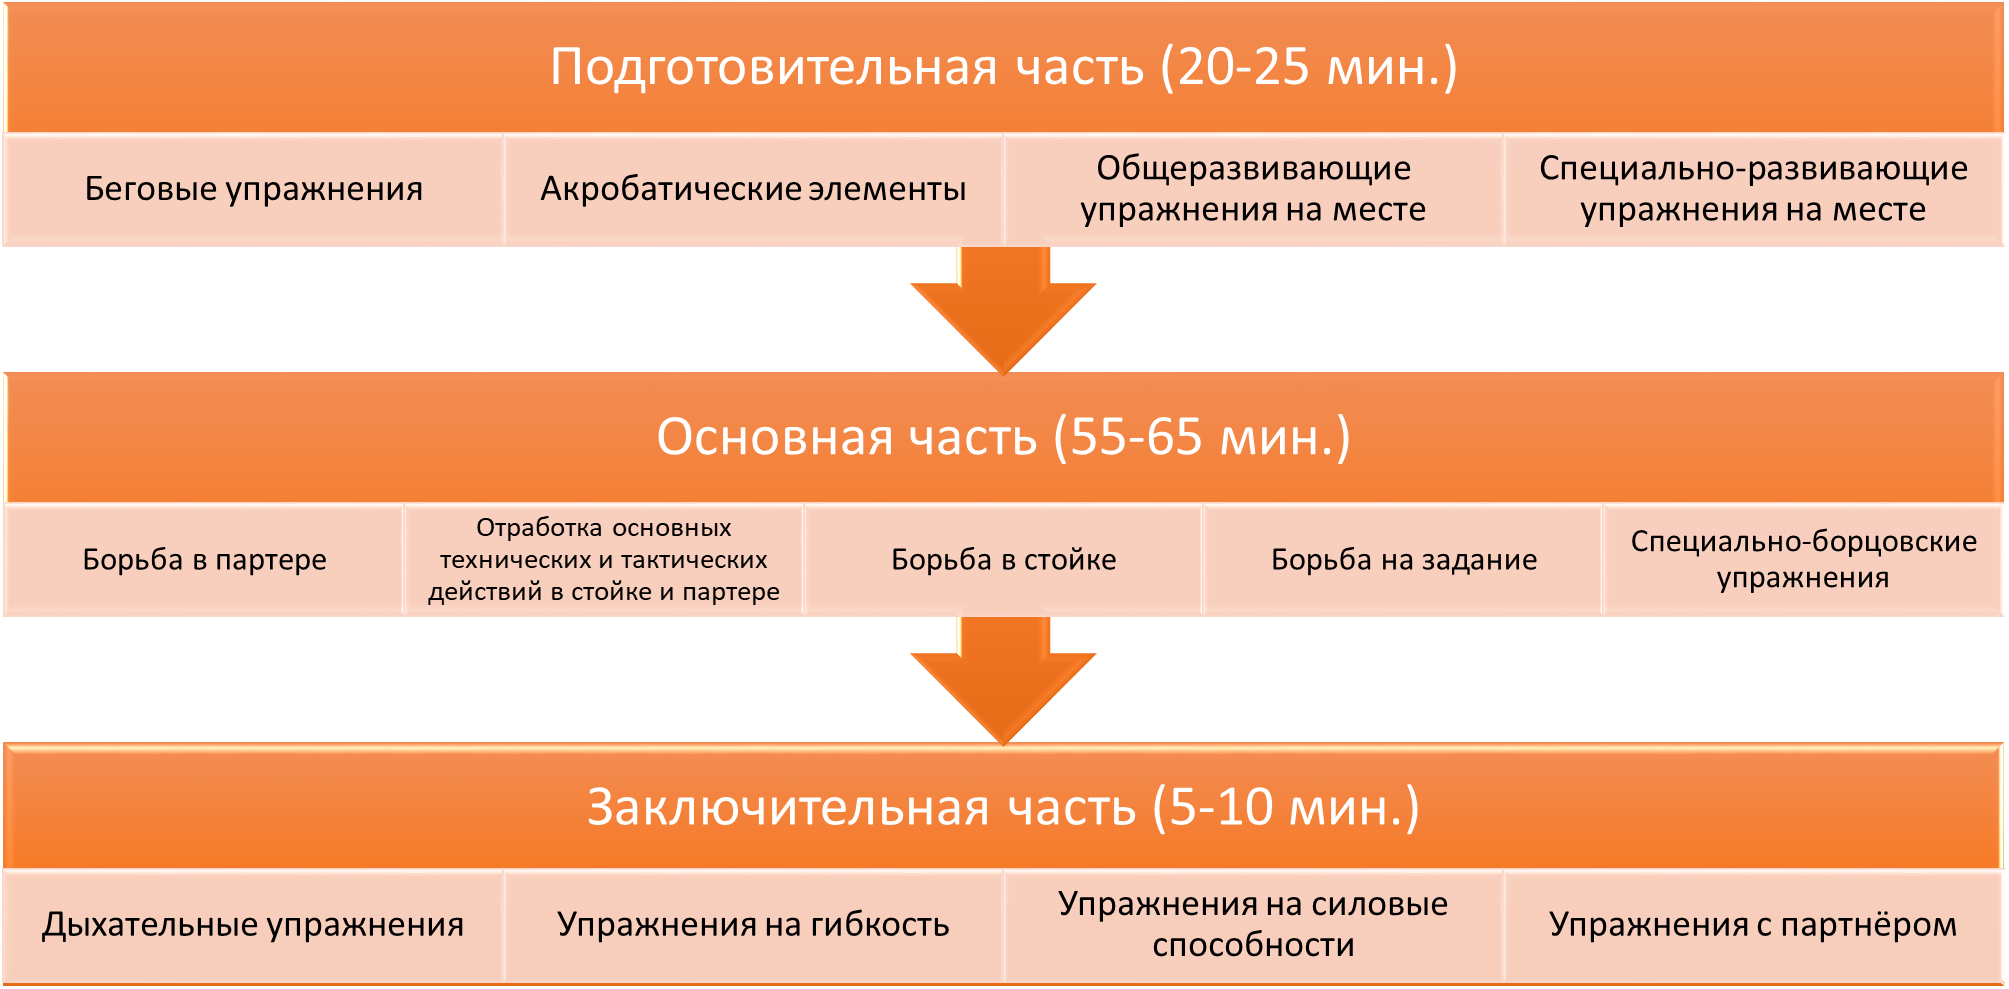 Подготовительная часть (20-25 мин.)
Беговые упражнения
Акробатические элементы
Общеразвивающие
упражнения на месте
Специально-развивающие
упражнения на месте
Основная часть (55-65 мин.)
Борьба в партере
Отработка основных
технических и тактических
действий в стойке и партере
Борьба в стойке
Борьба на задание
Специально-борцовские
упражнения
Заключительная часть (5-10 мин.)
Дыхательные упражнения
Упражнения на гибкость
Упражнения на силовые
способности
Упражнения с партнёром